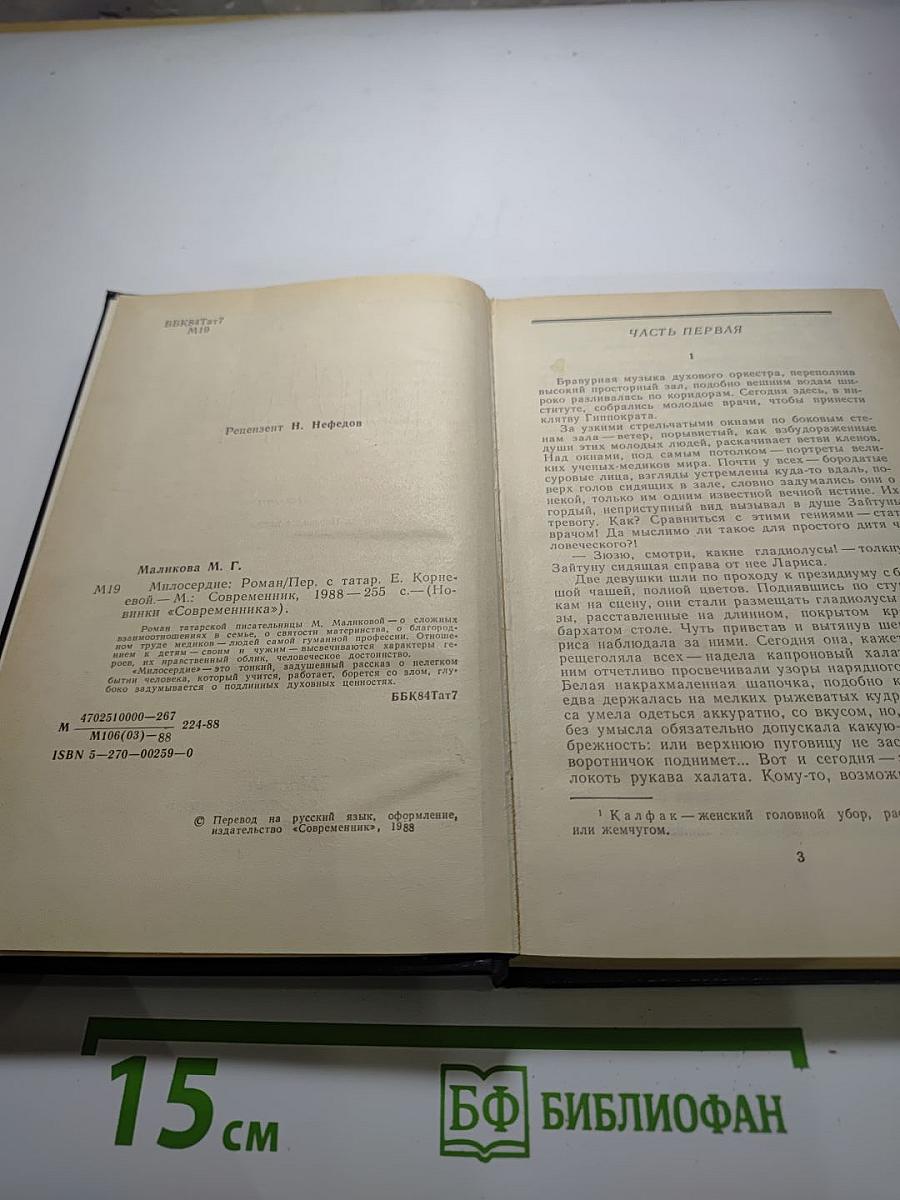 ББК84Тат7
М19
Рецензент Н. Нефедов
Маликова М. Г.
М19 Милосердие: Роман/Пер. с татар. Е. Корне-
евой.— М.: Современник, 1988 — 255 с.— (Но-
винки «Современника»).
Роман татарской писательницы М. Маликовой — о сложных
взаимоотношениях в семье, о святости материнства, о благород-
ном труде медиков — людей самой гуманной профессии. Отноше-
нием к детям — своим и чужим — высвечиваются характеры ге-
роев, их нравственный облик, человеческое достоинство.
«Милосердие» — это тонкий, задушевный рассказ о нелегком
бытии человека, который учится, работает, борется со злом, глу-
боко задумывается о подлинных духовных ценностях.
ББК84Тат7
М 4702510000—267
М106(03)—88 224-88
ISBN 5—270—00259—0
© Перевод на русский язык, оформление,
издательство «Современник», 1988
ЧАСТЬ ПЕРВАЯ
1
Бравурная музыка духового оркестра, переполнив
высокий просторный зал, подобно вешним водам ши-
роко разливалась по коридорам. Сегодня здесь, в ин-
ституте, собрались молодые врачи, чтобы принести
клятву Гиппократа.
За узкими стрельчатыми окнами по боковым сте-
нам зала — ветер, порывистый, как взбудораженные
души этих молодых людей, раскачивает ветви кленов.
Над окнами, под самым потолком — портреты вели-
ких ученых-медиков мира. Почти у всех — бородатые
суровые лица, взгляды устремлены куда-то вдаль, по-
верх голов сидящих в зале, словно задумались они о
некой, только им одним известной вечной истине. Их
гордый, неприступный вид вызывал в душе Зайтуны
тревогу. Как? Сравниться с этими гениями — стат
врачом! Да мыслимо ли такое для простого дитя ч
ловеческого?!
— Зюзю, смотри, какие гладиолусы! — толкну
Зайтуну сидящая справа от нее Лариса.
Две девушки шли по проходу к президиуму с б
шой чашей, полной цветов. Поднявшись по сту
кам на сцену, они стали размещать гладиолусы
зы, расставленные на длинном, покрытом кр
бархатом столе. Чуть привстав и вытянув ше
риса наблюдала за ними. Сегодня она, кажет
рещеголяла всех — надела капроновый халат
ним отчетливо просвечивали узоры нарядного
Белая накрахмаленная шапочка, подобно к
едва держалась на мелких рыжеватых кудр
са умела одеться аккуратно, со вкусом, но,
без умысла обязательно допускала какую-
брежность: или верхнюю пуговицу не зас
воротничок поднимет... Вот и сегодня —
локоть рукава халата. Кому-то, возмож
¹ Калфак — женский головной убор, ра
или жемчугом.
3
15 см
БФ БИБЛИОФАН